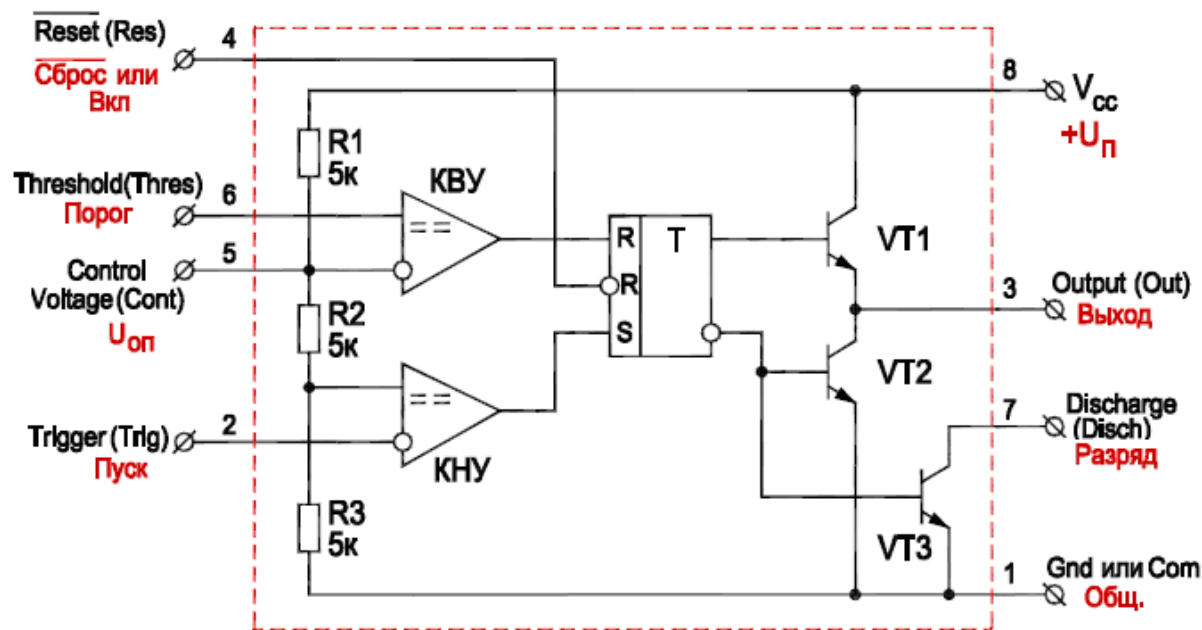 Reset (Res)
4
Сброс или
Вкл
8
Vcc
+Uп
R1
5к
Threshold(Thres)
6
Порог
КВУ
== 
R
T
VT1
5
Control
Voltage(Cont)
Uоп
R
3
Output (Out)
Выход
R2
5к
S
VT2
==
Trigger(Trig)
2
Пуск
КНУ
7
Discharge
(Disch)
Разряд
R3
5к
VT3
1
Gnd или Com
Общ.